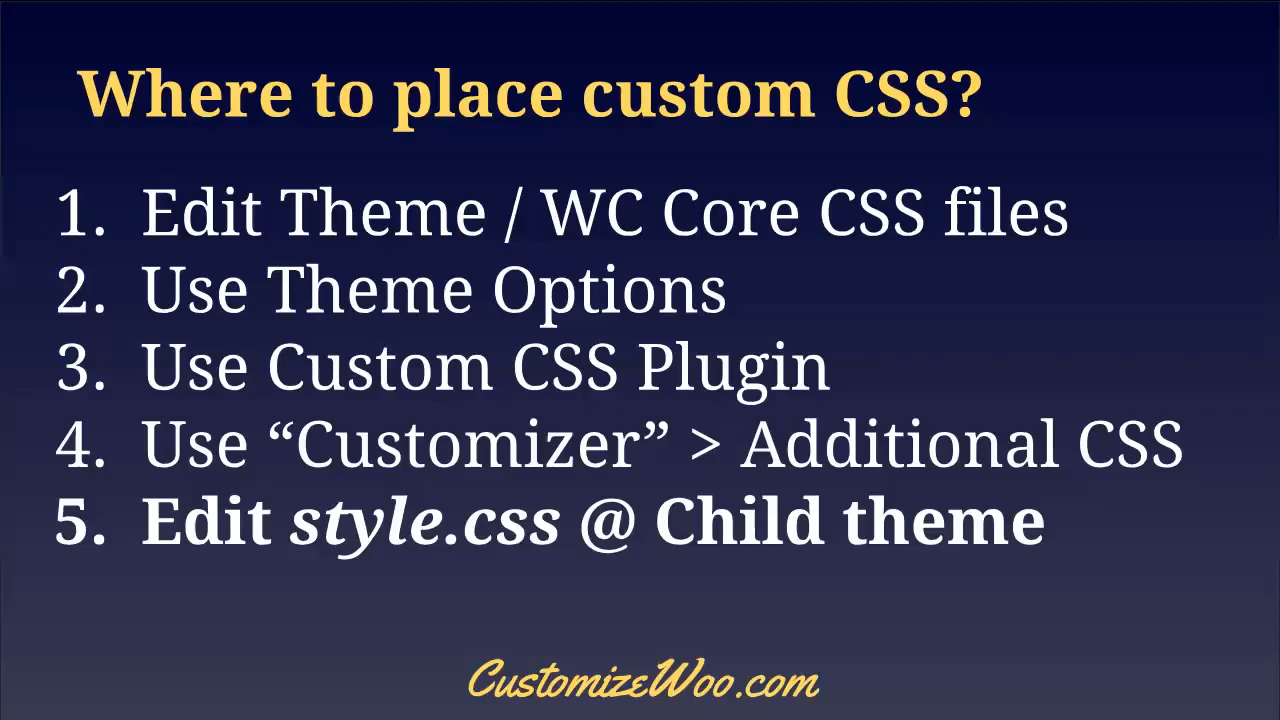 Where to place custom CSS?
1. Edit Theme / WC Core CSS files
2. Use Theme Options
3. Use Custom CSS Plugin
4. Use “Customizer” > Additional CSS
5. Edit style.css @ Child theme
CustomizeWoo.com